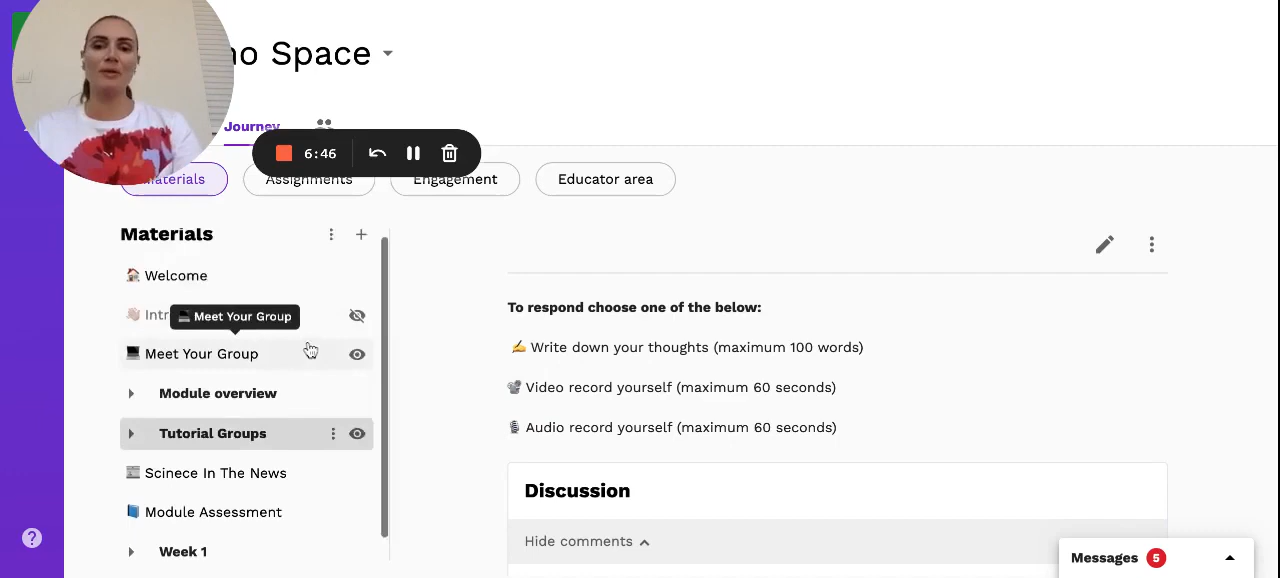 no Space
Journey
6:46
Materials
Assignments
Engagement
Educator area
Materials
Welcome
Intr
Meet Your Group
Meet Your Group
Module overview
Tutorial Groups
Scinece In The News
Module Assessment
Week 1
To respond choose one of the below:
Write down your thoughts (maximum 100 words)
Video record yourself (maximum 60 seconds)
Audio record yourself (maximum 60 seconds)
Discussion
Hide comments
Messages 5
?